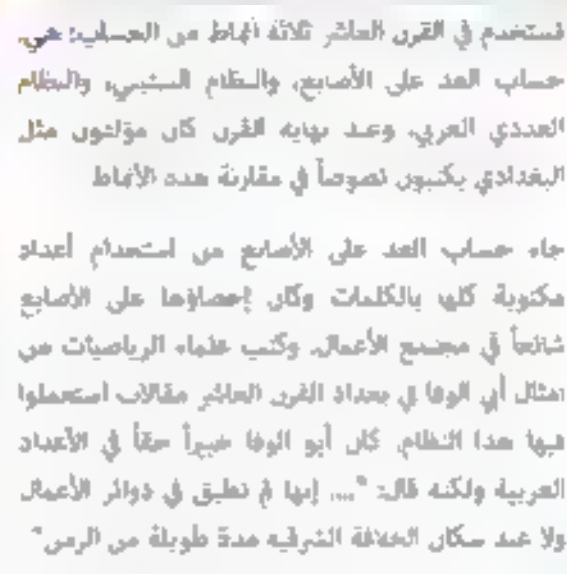 تستخدم في القرن العاشر ثلاثة أنماط من الحساب: هي،
حساب العد على الأصابع، والنظام الستيني، والنظام
العددي العربي، وعند نهاية القرن كان مؤلفون مثل
البغدادي يكتبون نصوصاً في مقارنة هذه الأنماط
جاء حساب العد على الأصابع من استخدام أعداد
مكتوبة كلها بالكلمات وكان إحصاؤها على الأصابع
شائعاً في مجتمع الأعمال. وكتب علماء الرياضيات من
أمثال أبي الوفا في بغداد القرن العاشر مقالات استعملوا
فيها هذا النظام. كان أبو الوفا خبيراً حقاً في الأعداد
العربية ولكنه قال: "... إنها لم تطبق في دوائر الأعمال
ولا عند سكان الخلافة الشرقية مدة طويلة من الزمن"